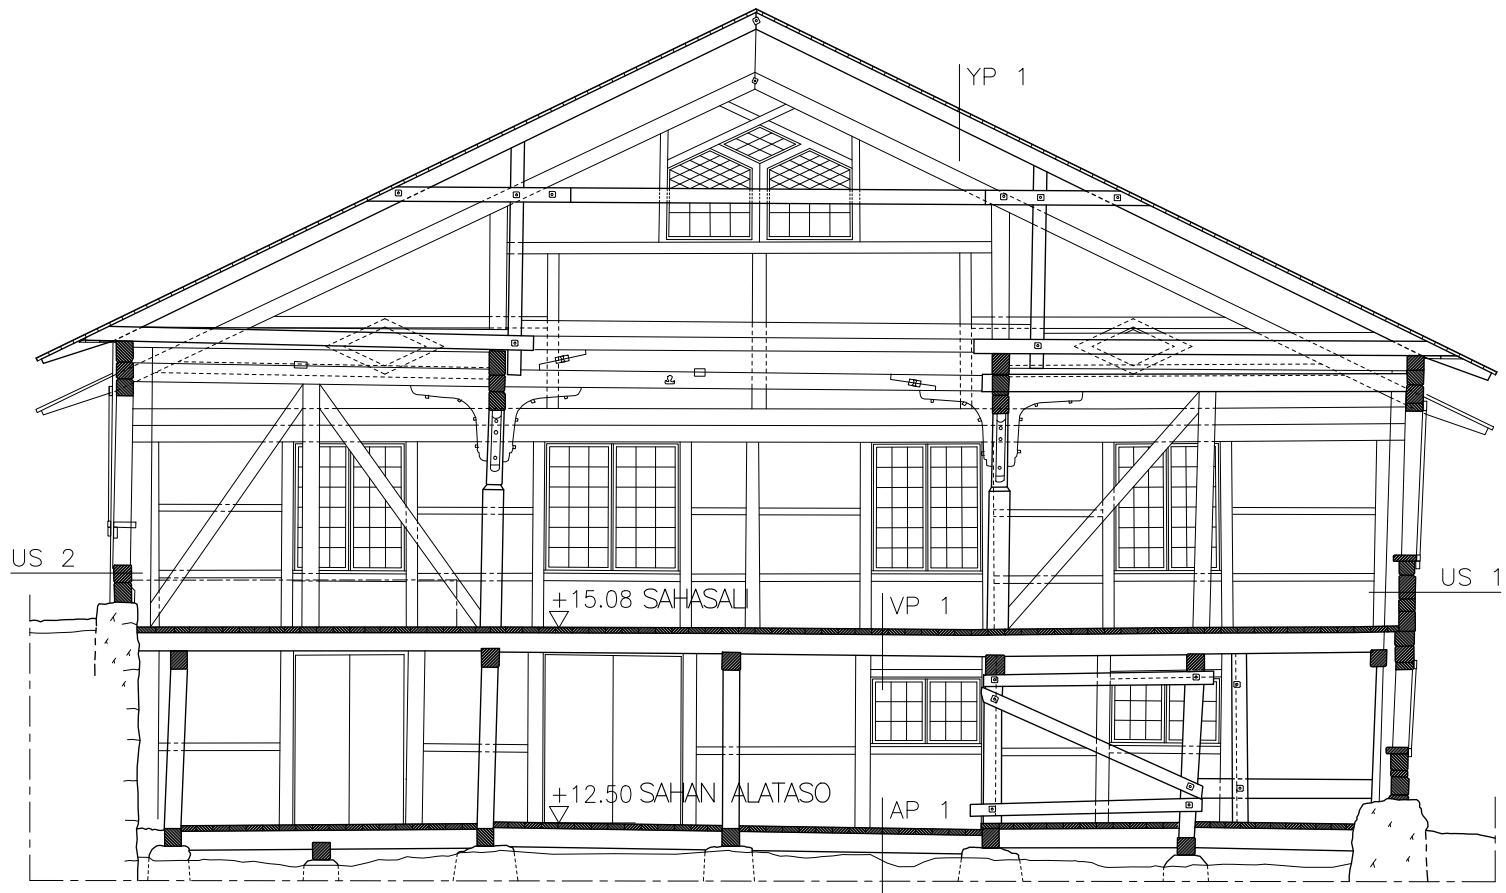 YP 1
US 2
US 1
+15.08 SAHASALI
VP 1
+12.50 SAHAN ALATASO
AP 1